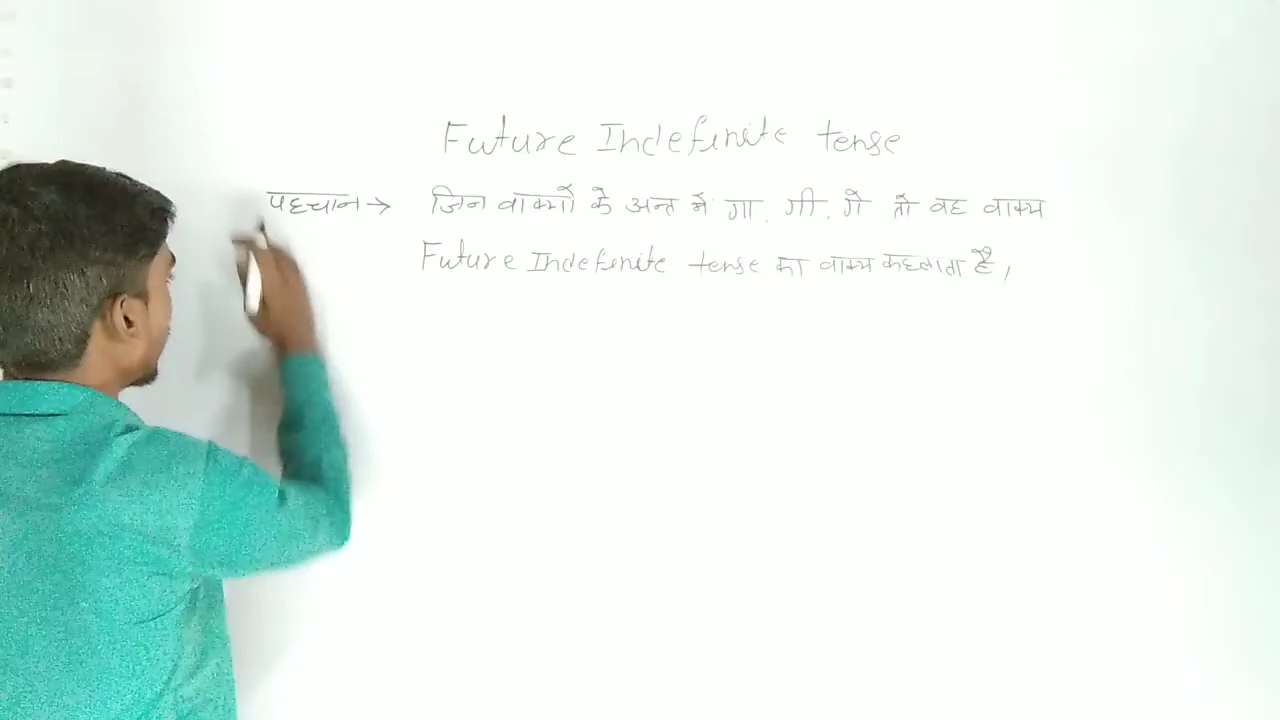 Future Indefinite tense
पहचान → जिन वाक्यों के अन्त में गा, गी, गे तो वह वाक्य
Future Indefinite tense का वाक्य कहलाता है,